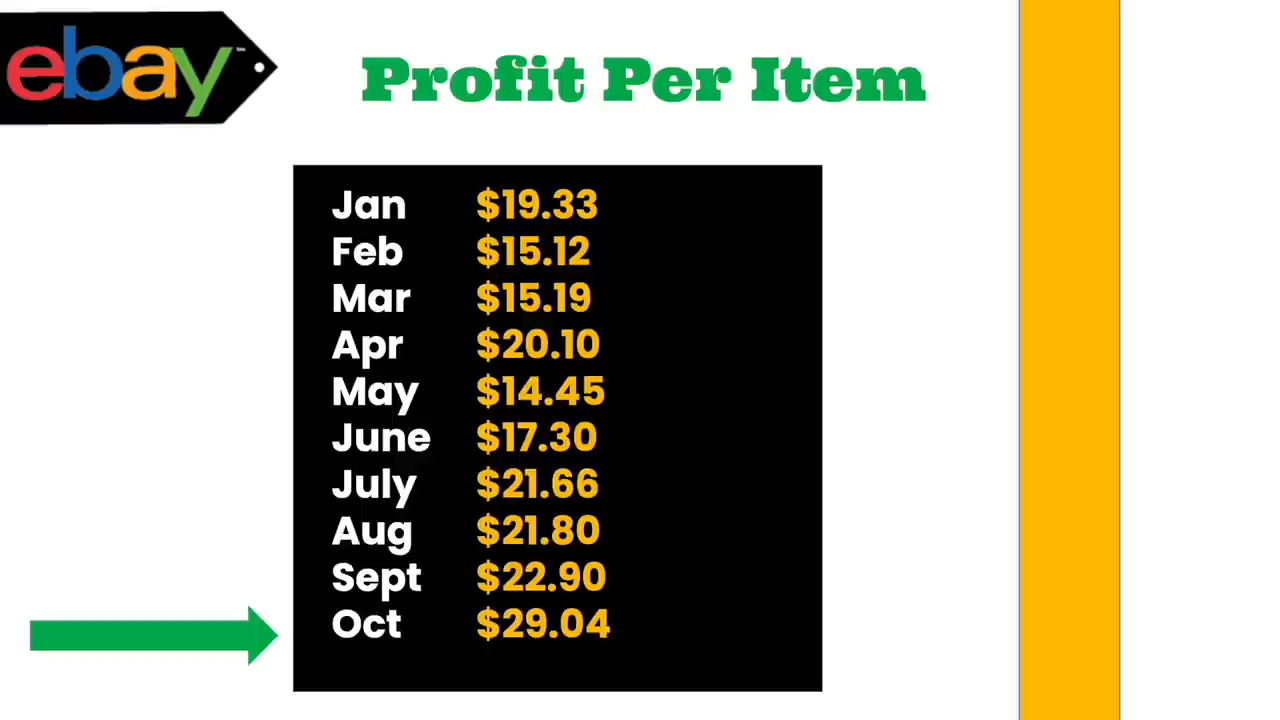 ebay
Profit Per Item
Jan $19.33
Feb $15.12
Mar $15.19
Apr $20.10
May $14.45
June $17.30
July $21.66
Aug $21.80
Sept $22.90
Oct $29.04